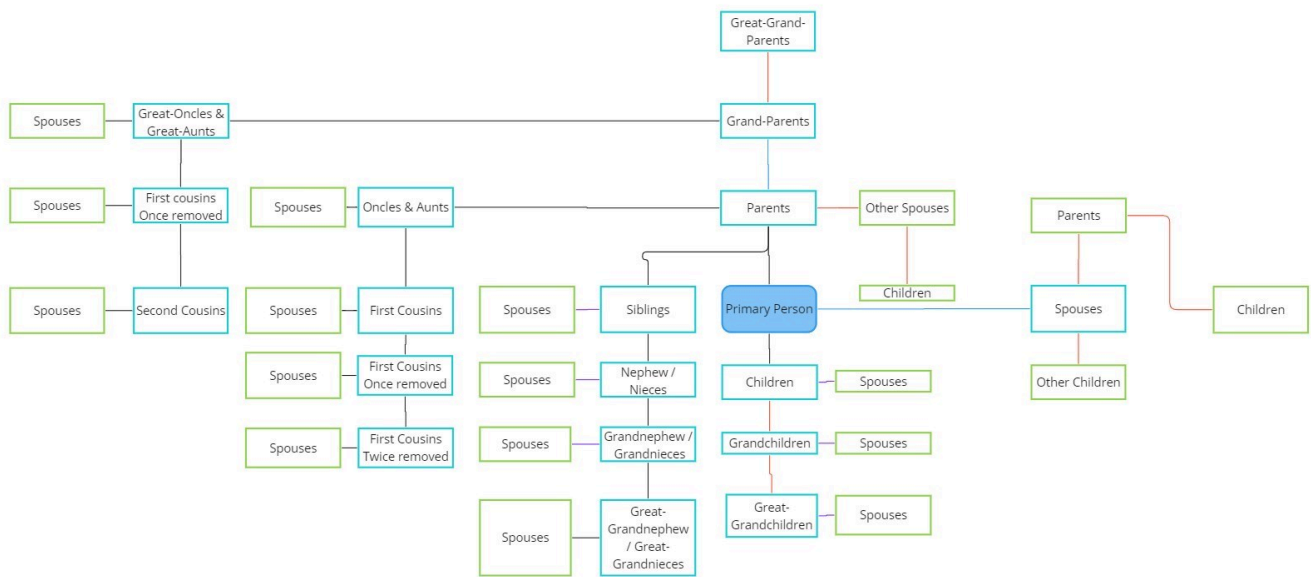 Great-Grand-
Parents
Spouses
Great-Oncles &
Great-Aunts
Grand-Parents
Spouses
First cousins
Once removed
Spouses
Oncles & Aunts
Parents
Other Spouses
Parents
Children
Spouses
Second Cousins
Spouses
First Cousins
Spouses
Siblings
Primary Person
Spouses
Children
Spouses
First Cousins
Once removed
Spouses
Nephew /
Nieces
Children
Spouses
Other Children
Spouses
First Cousins
Twice removed
Spouses
Grandnephew /
Grandnieces
Grandchildren
Spouses
Spouses
Great-
Grandnephew
/ Great-
Grandnieces
Great-
Grandchildren
Spouses